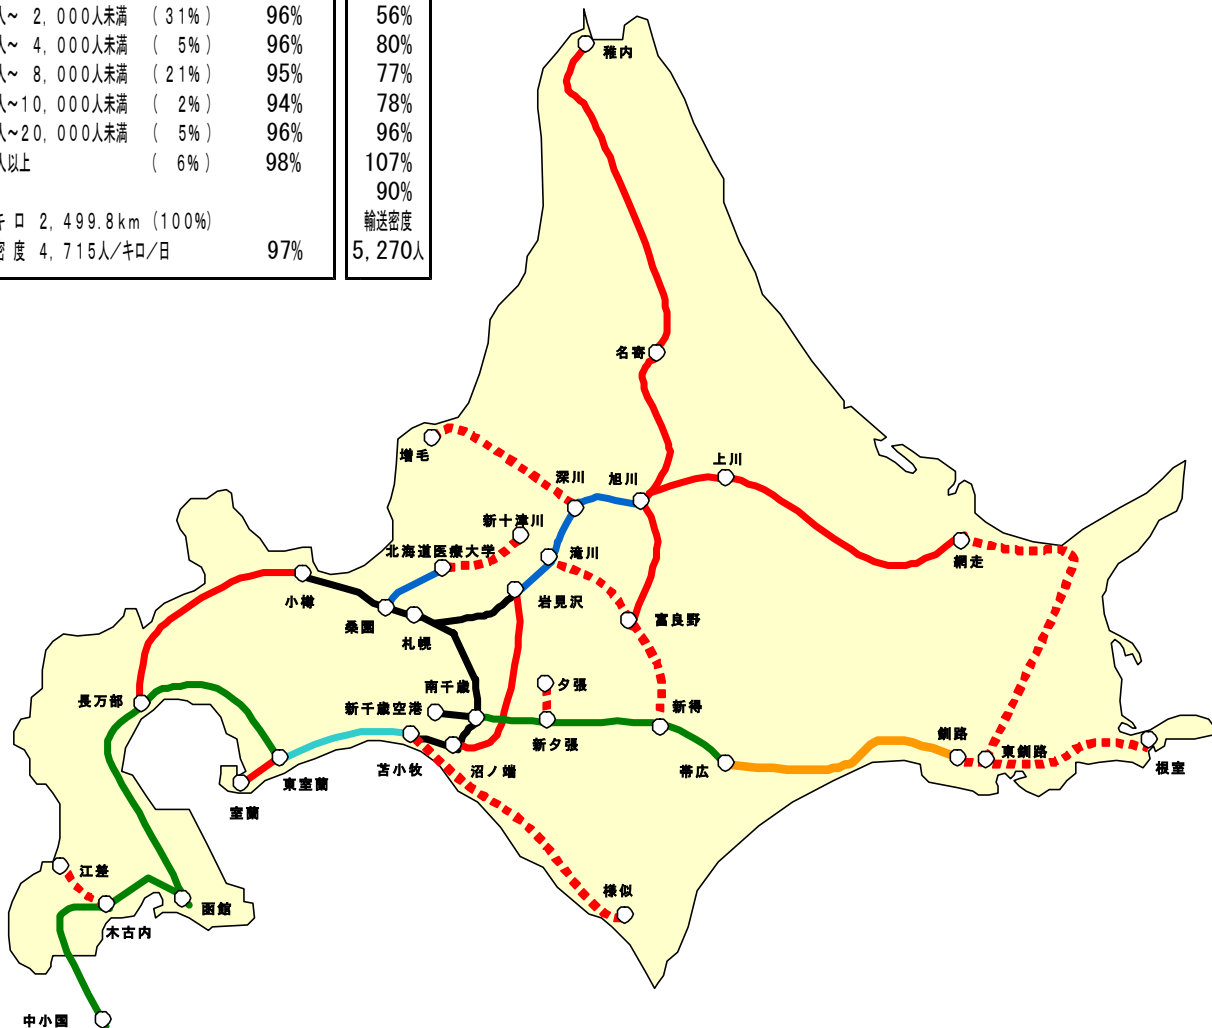 人～ 2,000人未満 (31%) 96% 56%
人～ 4,000人未満 ( 5%) 96% 80%
人～ 8,000人未満 (21%) 95% 77%
人～10,000人未満 ( 2%) 94% 78%
人～20,000人未満 ( 5%) 96% 96%
人以上 ( 6%) 98% 107%
90%
キロ 2,499.8km (100%) 輸送密度
密度 4,715人/キロ/日 97% 5,270人
稚内
名寄
増毛
深川
旭川
上川
新十津川
北海道医療大学
滝川
網走
小樽
桑園
札幌
岩見沢
富良野
長万部
南千歳
夕張
新千歳空港
新夕張
新得
釧路
東釧路
根室
東室蘭
室蘭
苫小牧
沼ノ端
帯広
江差
様似
函館
木古内
中小国